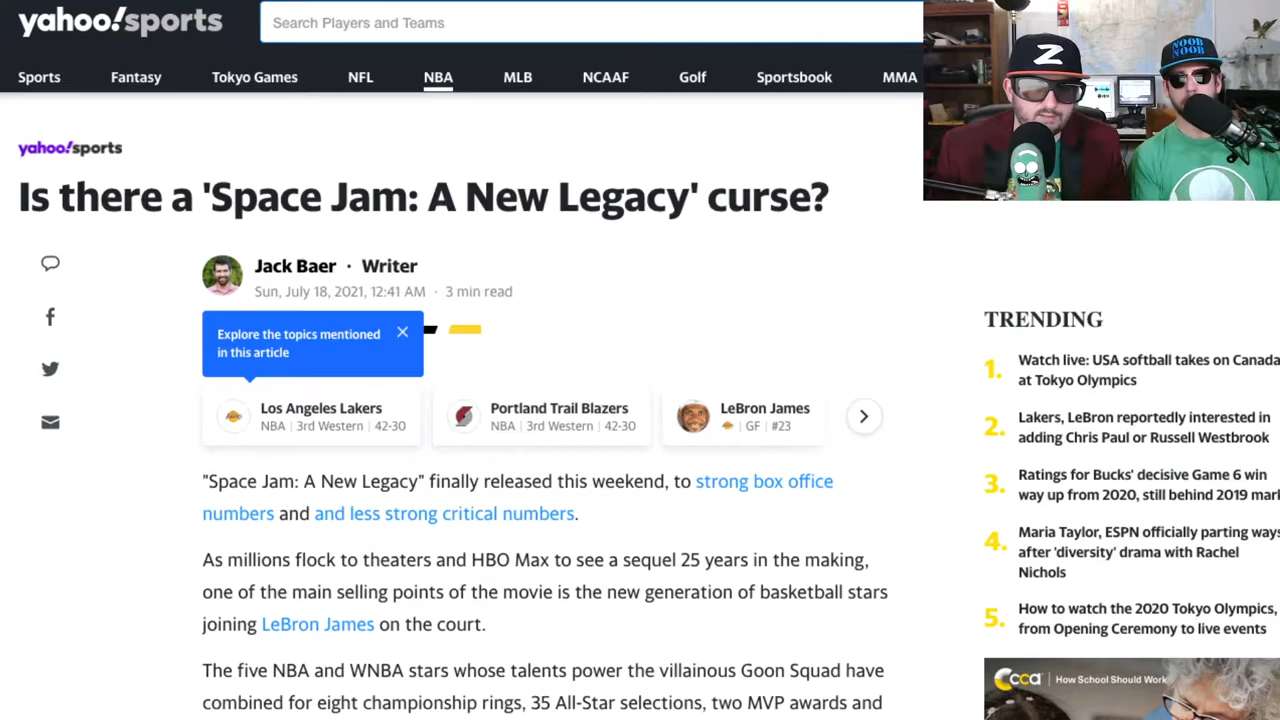 yahoo!sports
Search Players and Teams
Sports Fantasy Tokyo Games NFL NBA MLB NCAAF Golf Sportsbook MMA
Z
NOOB
NOOB
yahoo!sports
Is there a 'Space Jam: A New Legacy' curse?
Jack Baer · Writer
Sun, July 18, 2021, 12:41 AM · 3 min read
Explore the topics mentioned
in this article
Los Angeles Lakers
NBA | 3rd Western | 42-30
Portland Trail Blazers
NBA | 3rd Western | 42-30
LeBron James
| GF | #23
"Space Jam: A New Legacy" finally released this weekend, to strong box office
numbers and and less strong critical numbers.
As millions flock to theaters and HBO Max to see a sequel 25 years in the making,
one of the main selling points of the movie is the new generation of basketball stars
joining LeBron James on the court.
The five NBA and WNBA stars whose talents power the villainous Goon Squad have
combined for eight championship rings, 35 All-Star selections, two MVP awards and
TRENDING
1. Watch live: USA softball takes on Canada
at Tokyo Olympics
2. Lakers, LeBron reportedly interested in
adding Chris Paul or Russell Westbrook
3. Ratings for Bucks' decisive Game 6 win
way up from 2020, still behind 2019 mar
4. Maria Taylor, ESPN officially parting ways
after 'diversity' drama with Rachel
Nichols
5. How to watch the 2020 Tokyo Olympics,
from Opening Ceremony to live events
cca | How School Should Work